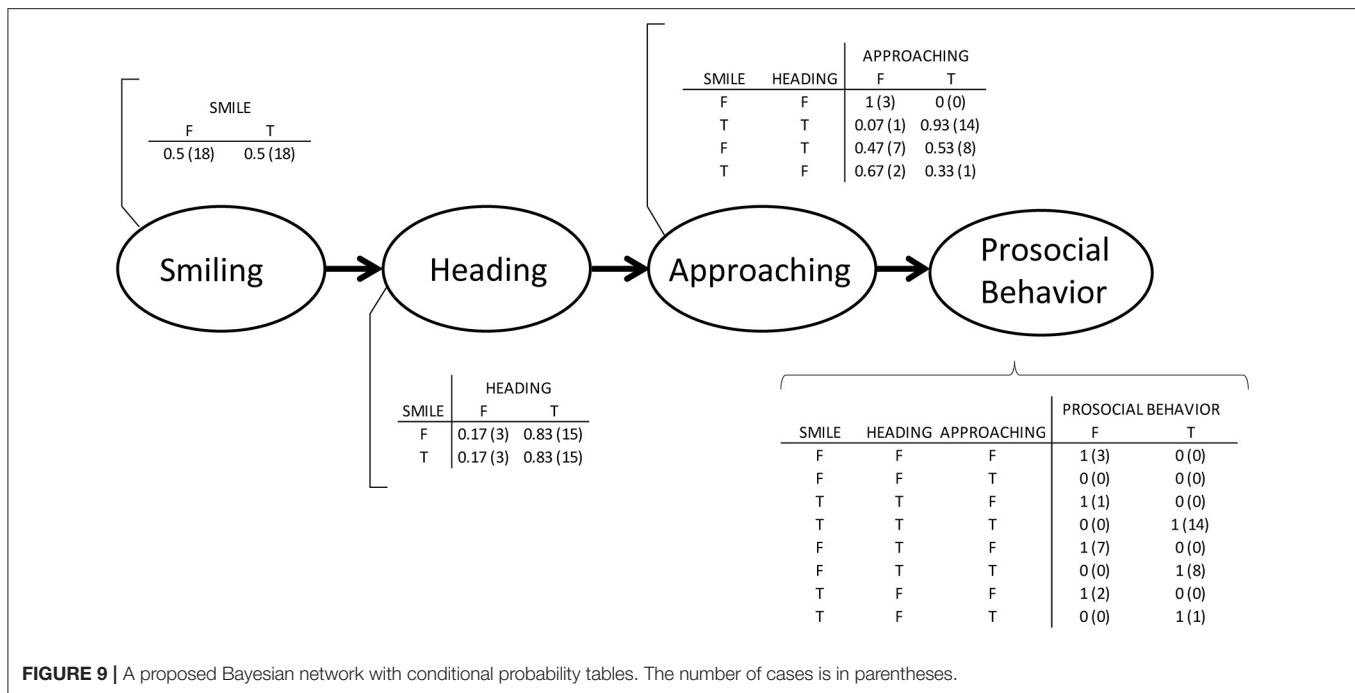 SMILE
F T
0.5 (18) 0.5 (18)
APPROACHING
SMILE HEADING F T
F F 1 (3) 0 (0)
T T 0.07 (1) 0.93 (14)
F T 0.47 (7) 0.53 (8)
T F 0.67 (2) 0.33 (1)
Smiling
Heading
Approaching
Prosocial
Behavior
HEADING
SMILE F T
F 0.17 (3) 0.83 (15)
T 0.17 (3) 0.83 (15)
PROSOCIAL BEHAVIOR
SMILE HEADING APPROACHING F T
F F F 1 (3) 0 (0)
F F T 0 (0) 0 (0)
T T F 1 (1) 0 (0)
T T T 0 (0) 1 (14)
F T F 1 (7) 0 (0)
F T T 0 (0) 1 (8)
T F F 1 (2) 0 (0)
T F T 0 (0) 1 (1)
FIGURE 9 | A proposed Bayesian network with conditional probability tables. The number of cases is in parentheses.